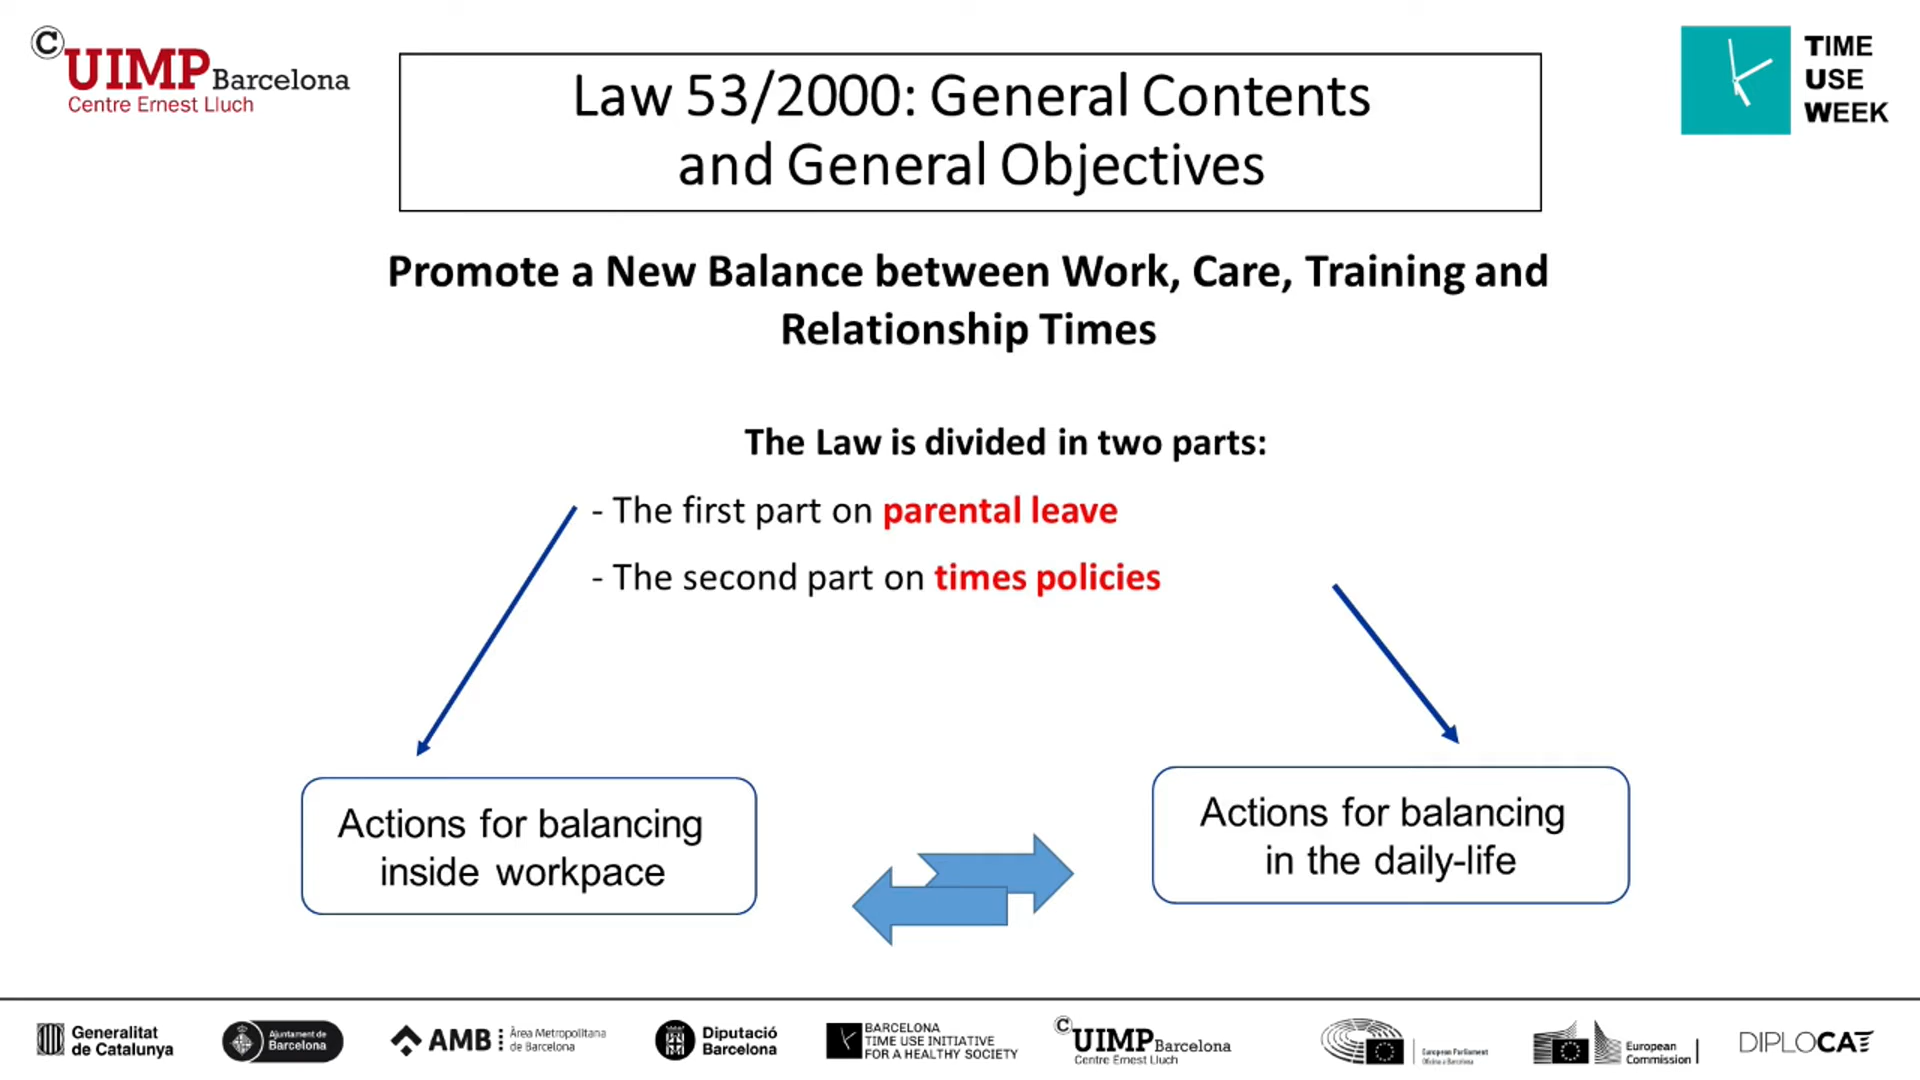 ©UIMP Barcelona
Centre Ernest Lluch
TIME
USE
WEEK
Law 53/2000: General Contents
and General Objectives
Promote a New Balance between Work, Care, Training and
Relationship Times
The Law is divided in two parts:
- The first part on parental leave
- The second part on times policies
Actions for balancing
inside workpace
Actions for balancing
in the daily-life
Generalitat
de Catalunya
Ajuntament de
Barcelona
AMB
Àrea Metropolitana
de Barcelona
Diputació
Barcelona
BARCELONA
TIME USE INITIATIVE
FOR A HEALTHY SOCIETY
©UIMP Barcelona
Centre Ernest Lluch
European Parliament
Oficina a Barcelona
European
Commission
DIPLOCAT